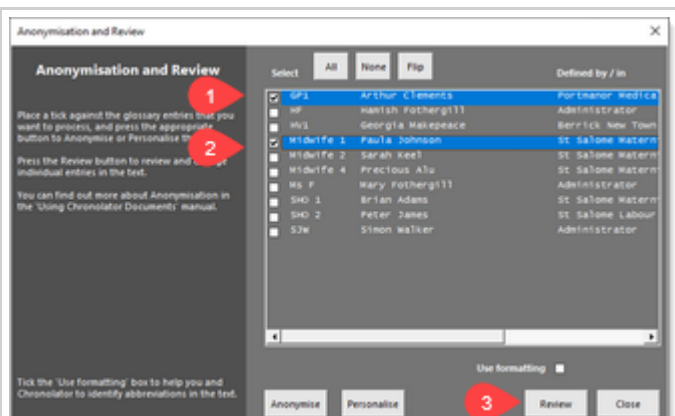 Anonymisation and Review
Anonymisation and Review
Place a tick against the glossary entries that you
want to process, and press the appropriate
button to Anonymise or Personalise
Press the Review button to review and
individual entries in the text.
You can find out more about Anonymisation in
the 'Using Chronolator Documents' manual.
Tick the 'Use formatting' box to help you and
Chronolator to identify abbreviations in the text.
Select All None Flip Defined by / in
1
2
GP1 Arthur Clements Portmanor Medica
HF Hamish Fothergill Administrator
HV1 Georgia Makepeace Berrick New Town
Midwife 1 Paula Johnson St Salome Matern
Midwife 2 Sarah Keel St Salome Matern
Midwife 4 Precious Alu St Salome Matern
Ms F Mary Fothergill Administrator
SHO 1 Brian Adams St Salome Matern
SHO 2 Peter James St Salome Labour
SJW Simon Walker Administrator
Use formatting
Anonymise Personalise 3 Review Close